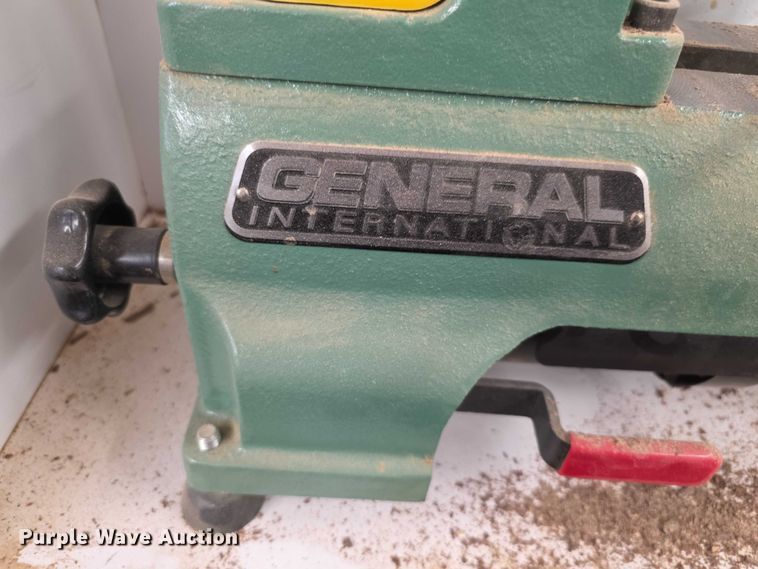 GENERAL
INTERNATIONAL
Purple Wave Auction